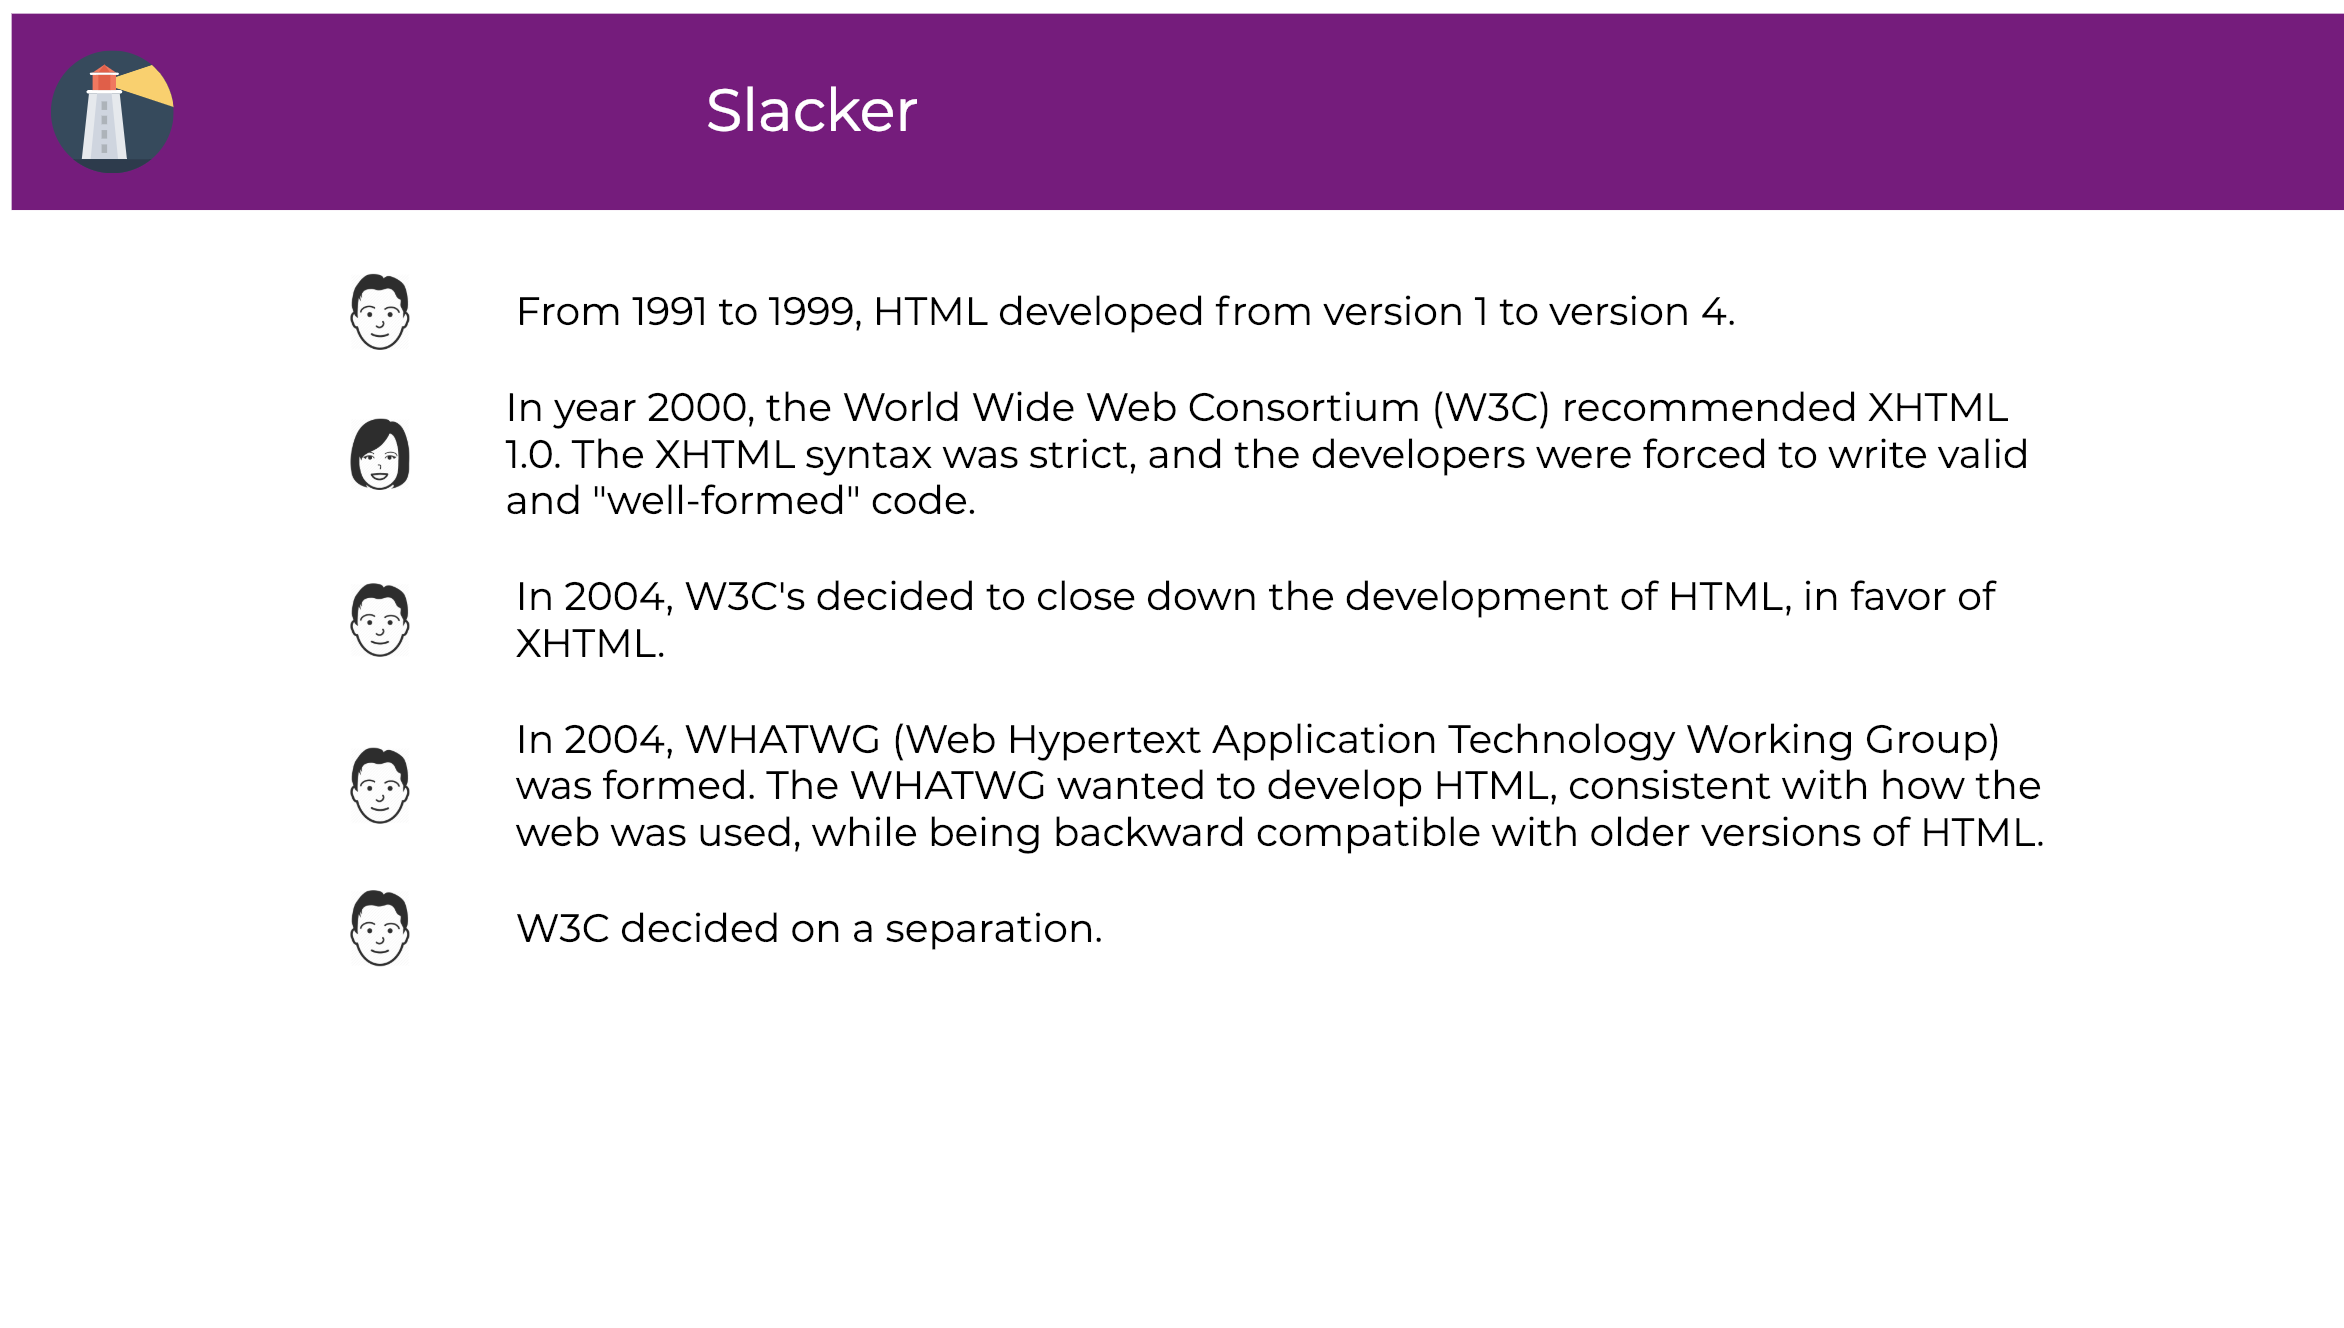 Slacker
From 1991 to 1999, HTML developed from version 1 to version 4.
In year 2000, the World Wide Web Consortium (W3C) recommended XHTML
1.0. The XHTML syntax was strict, and the developers were forced to write valid
and "well-formed" code.
In 2004, W3C's decided to close down the development of HTML, in favor of
XHTML.
In 2004, WHATWG (Web Hypertext Application Technology Working Group)
was formed. The WHATWG wanted to develop HTML, consistent with how the
web was used, while being backward compatible with older versions of HTML.
W3C decided on a separation.